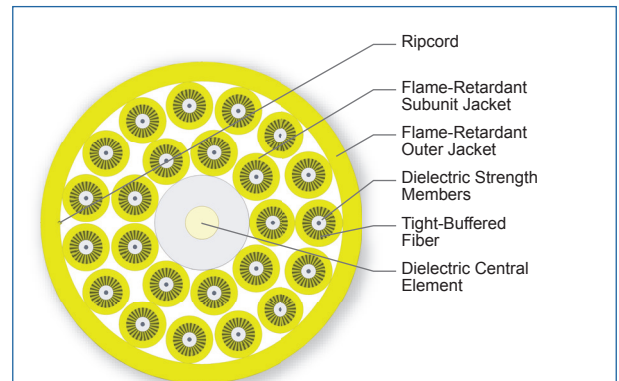 Ripcord
Flame-Retardant
Subunit Jacket
Flame-Retardant
Outer Jacket
Dielectric Strength
Members
Tight-Buffered
Fiber
Dielectric Central
Element